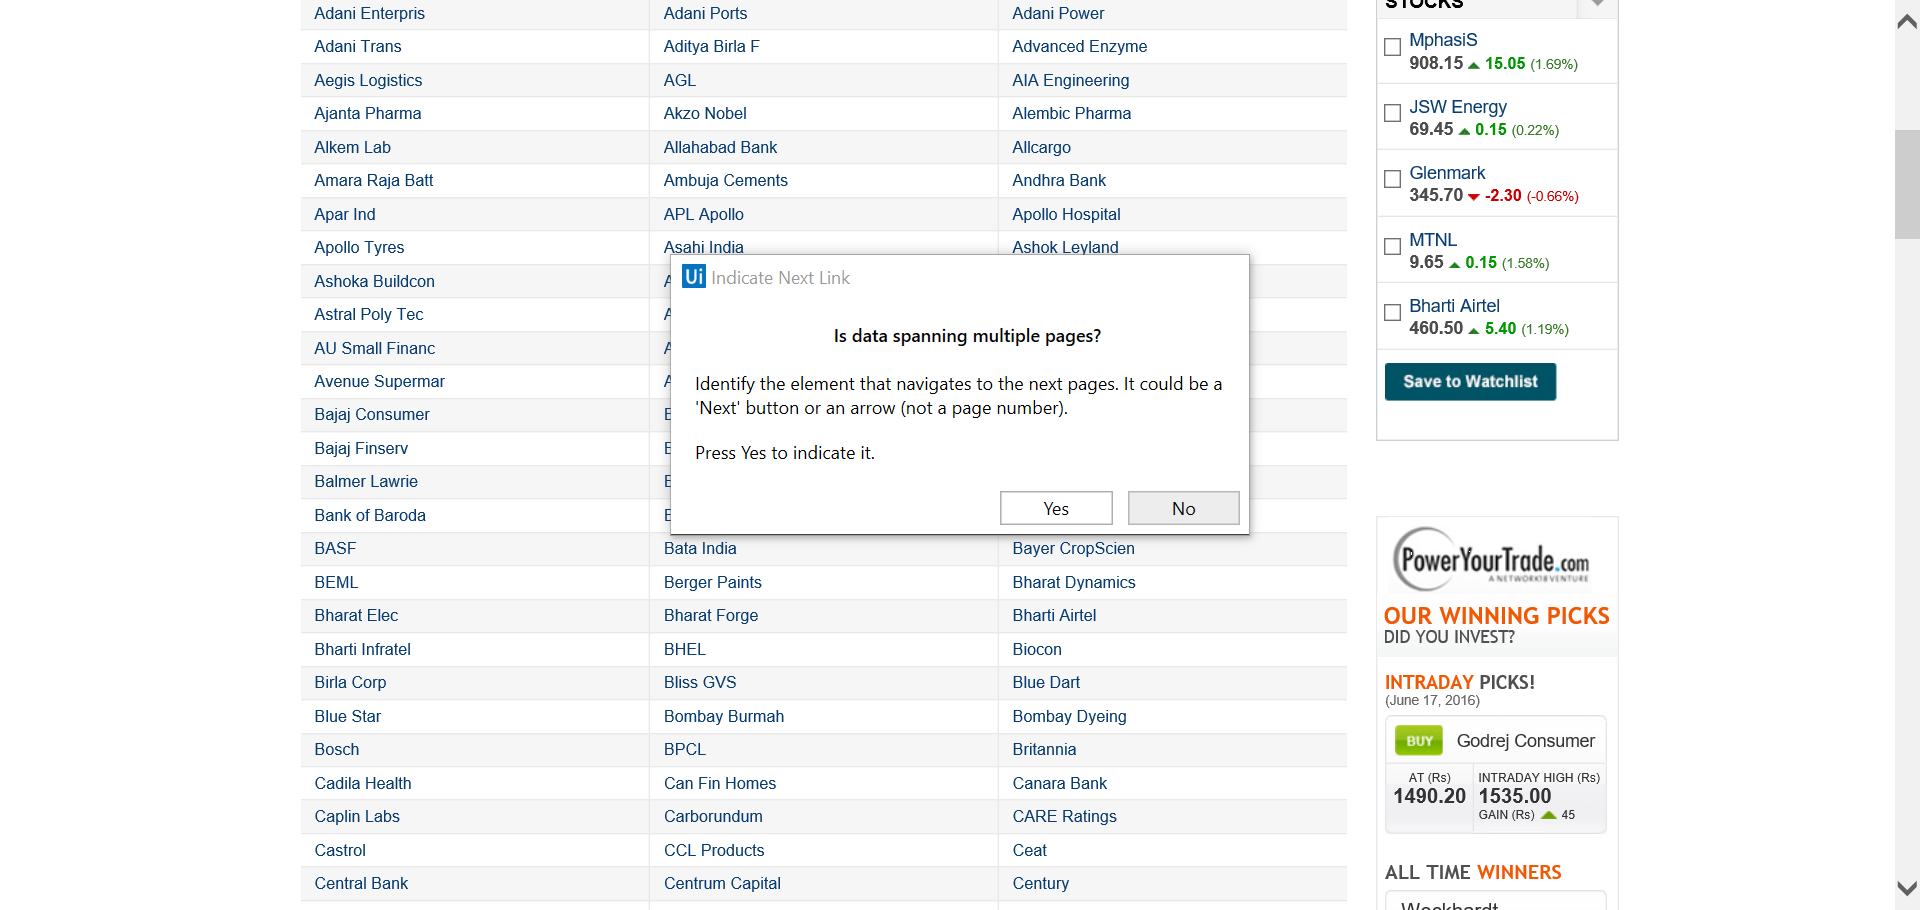 Adani Enterpris Adani Ports Adani Power
Adani Trans Aditya Birla F Advanced Enzyme
Aegis Logistics AGL AIA Engineering
Ajanta Pharma Akzo Nobel Alembic Pharma
Alkem Lab Allahabad Bank Allcargo
Amara Raja Batt Ambuja Cements Andhra Bank
Apar Ind APL Apollo Apollo Hospital
Apollo Tyres Asahi India Ashok Leyland
Ashoka Buildcon
Astral Poly Tec
AU Small Financ
Avenue Supermar
Bajaj Consumer
Bajaj Finserv
Balmer Lawrie
Bank of Baroda
BASF Bata India Bayer CropScien
BEML Berger Paints Bharat Dynamics
Bharat Elec Bharat Forge Bharti Airtel
Bharti Infratel BHEL Biocon
Birla Corp Bliss GVS Blue Dart
Blue Star Bombay Burmah Bombay Dyeing
Bosch BPCL Britannia
Cadila Health Can Fin Homes Canara Bank
Caplin Labs Carborundum CARE Ratings
Castrol CCL Products Ceat
Central Bank Centrum Capital Century
Ui Indicate Next Link
Is data spanning multiple pages?
Identify the element that navigates to the next pages. It could be a
'Next' button or an arrow (not a page number).
Press Yes to indicate it.
Yes No
STOCKS
MphasiS
908.15 15.05 (1.69%)
JSW Energy
69.45 0.15 (0.22%)
Glenmark
345.70 -2.30 (-0.66%)
MTNL
9.65 0.15 (1.58%)
Bharti Airtel
460.50 5.40 (1.19%)
Save to Watchlist
PowerYourTrade.com
A NETWORK18 VENTURE
OUR WINNING PICKS
DID YOU INVEST?
INTRADAY PICKS!
(June 17, 2016)
BUY Godrej Consumer
AT (Rs) INTRADAY HIGH (Rs)
1490.20 1535.00
GAIN (Rs) 45
ALL TIME WINNERS
Wockhardt